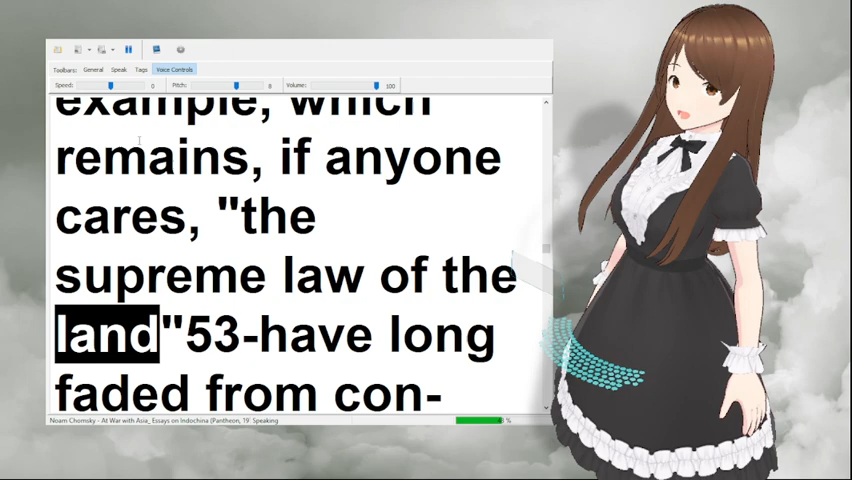 Toolbars: General Speak Tags Voice Controls
Speed: 0 Pitch: 8 Volume: 100
example, which
remains, if anyone
cares, "the
supreme law of the
land"53-have long
faded from con-
Noam Chomsky - At War with Asia_ Essays on Indochina (Pantheon, 19 Speaking %